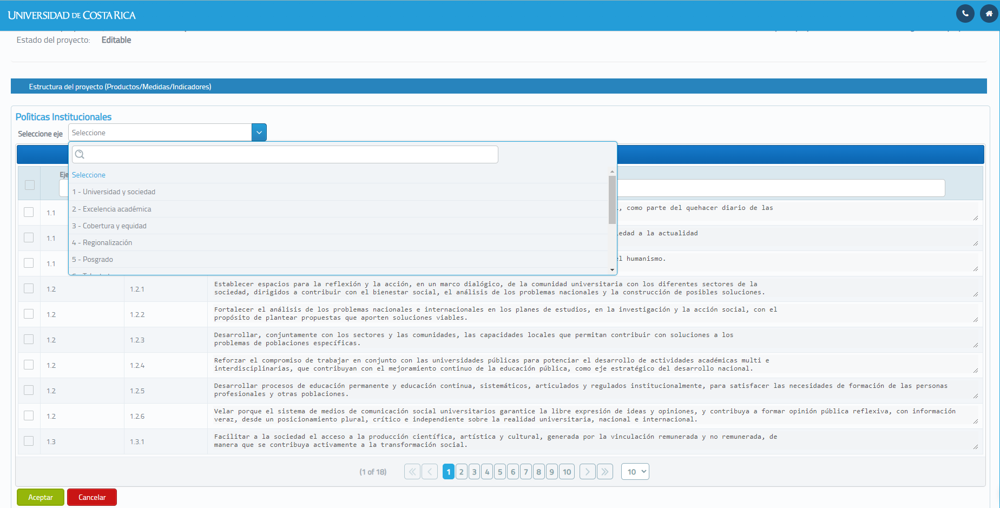 UNIVERSIDAD DE COSTA RICA
Estado del proyecto: Editable
Estructura del proyecto (Productos/Medidas/Indicadores)
Polìticas Institucionales
Seleccione eje Seleccione
Seleccione
1 - Universidad y sociedad
2 - Excelencia académica
3 - Cobertura y equidad
4 - Regionalización
5 - Posgrado
Eje
1.1 , como parte del quehacer diario de las
1.1 edad a la actualidad
1.1 el humanismo.
1.2 1.2.1 Establecer espacios para la reflexión y la acción, en un marco dialógico, de la comunidad universitaria con los diferentes sectores de la
sociedad, dirigidos a contribuir con el bienestar social, el análisis de los problemas nacionales y la construcción de posibles soluciones.
1.2 1.2.2 Fortalecer el análisis de los problemas nacionales e internacionales en los planes de estudios, en la investigación y la acción social, con el
propósito de plantear propuestas que aporten soluciones viables.
1.2 1.2.3 Desarrollar, conjuntamente con los sectores y las comunidades, las capacidades locales que permitan contribuir con soluciones a los
problemas de poblaciones específicas.
1.2 1.2.4 Reforzar el compromiso de trabajar en conjunto con las universidades públicas para potenciar el desarrollo de actividades académicas multi e
interdisciplinarias, que contribuyan con el mejoramiento continuo de la educación pública, como eje estratégico del desarrollo nacional.
1.2 1.2.5 Desarrollar procesos de educación permanente y educación continua, sistemáticos, articulados y regulados institucionalmente, para satisfacer las necesidades de formación de las personas
profesionales y otras poblaciones.
1.2 1.2.6 Velar porque el sistema de medios de comunicación social universitarios garantice la libre expresión de ideas y opiniones, y contribuya a formar opinión pública reflexiva, con información
veraz, desde un posicionamiento plural, crítico e independiente sobre la realidad universitaria, nacional e internacional.
1.3 1.3.1 Facilitar a la sociedad el acceso a la producción científica, artística y cultural, generada por la vinculación remunerada y no remunerada, de
manera que se contribuya activamente a la transformación social.
(1 of 18) 1 2 3 4 5 6 7 8 9 10 10
Aceptar Cancelar